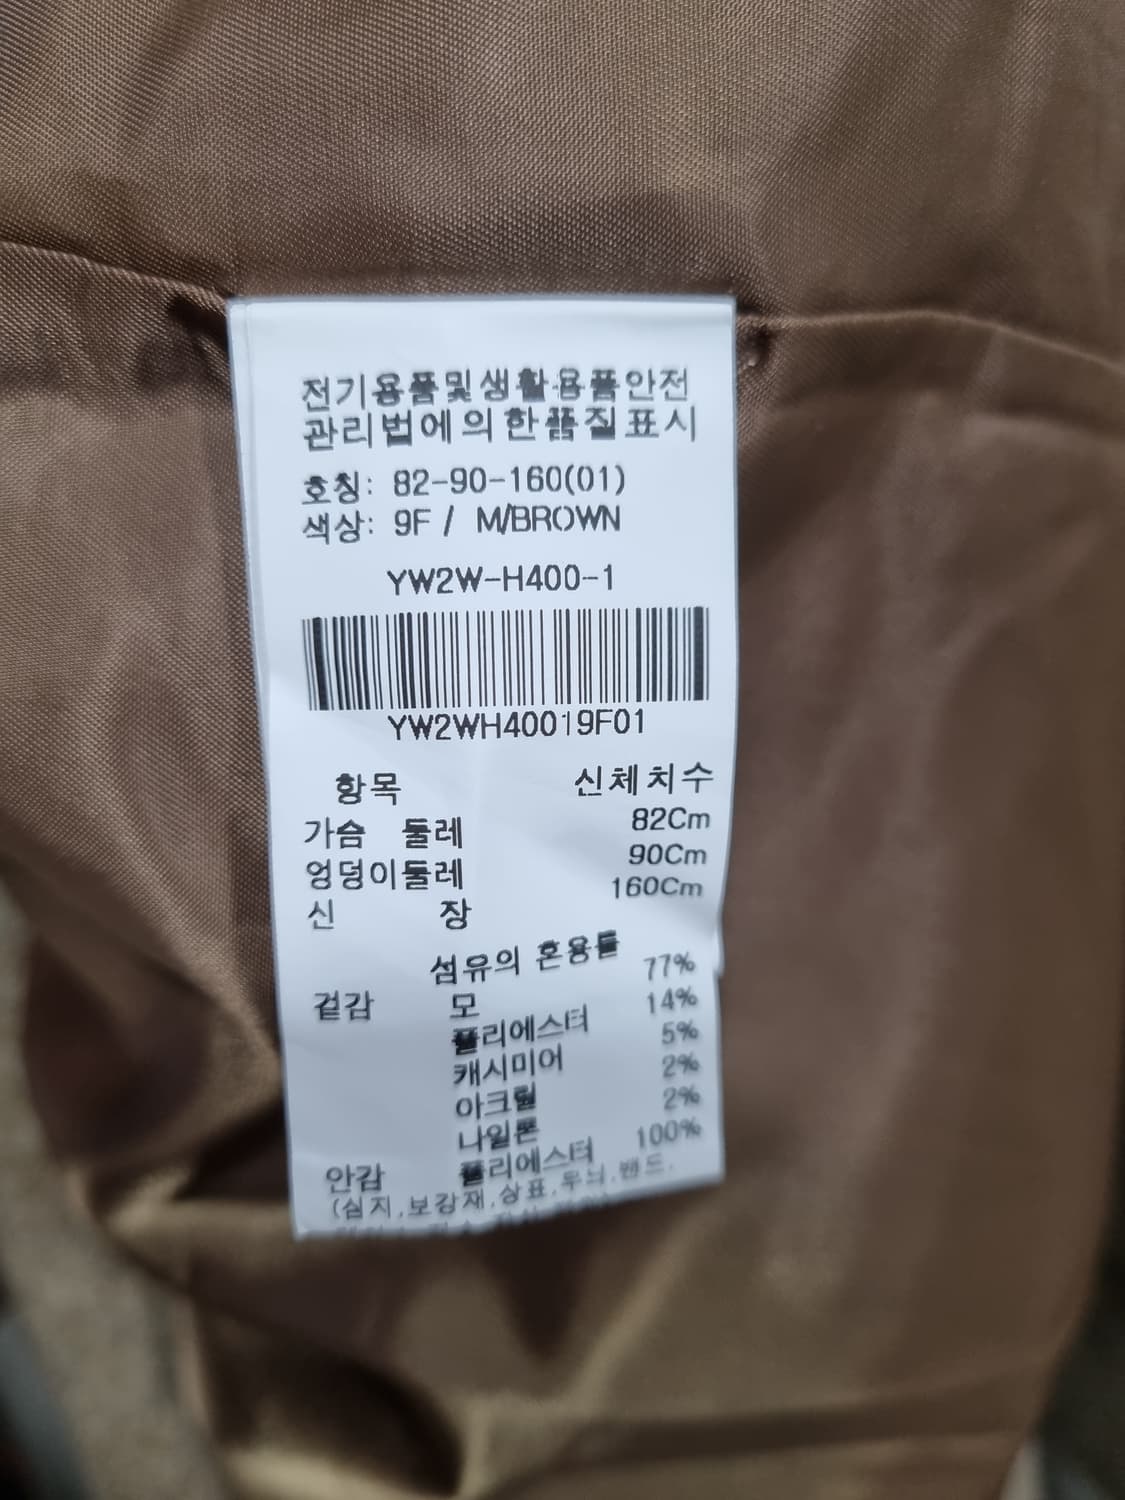 전기용품및생활용품안전
관리법에의한품질표시
호칭: 82-90-160(01)
색상: 9F / M/BROWN
YW2W-H400-1
YW2WH40019F01
항목 신체치수
가슴 둘레 82Cm
엉덩이둘레 90Cm
신 장 160Cm
섬유의 혼용률
겉감 모 77%
폴리에스터 14%
캐시미어 5%
아크릴 2%
나일론 2%
안감 폴리에스터 100%
(심지,보강재,상표,무늬,밴드,